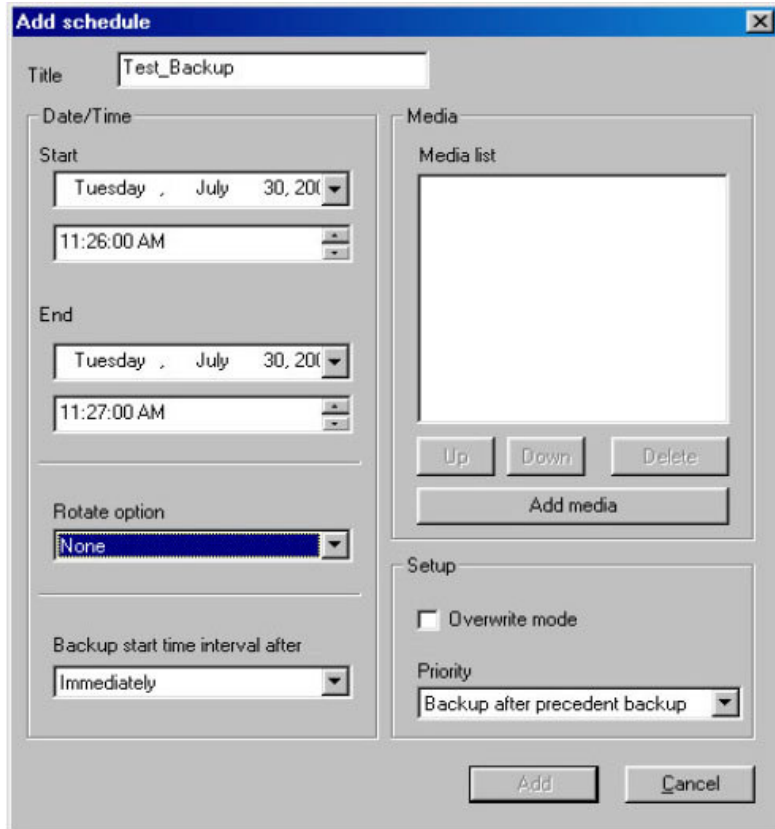 Add schedule
Title Test_Backup
Date/Time
Start
Tuesday , July 30, 200
11:26:00 AM
End
Tuesday , July 30, 200
11:27:00 AM
Rotate option
None
Backup start time interval after
Immediately
Media
Media list
Up Down Delete
Add media
Setup
Overwrite mode
Priority
Backup after precedent backup
Add Cancel